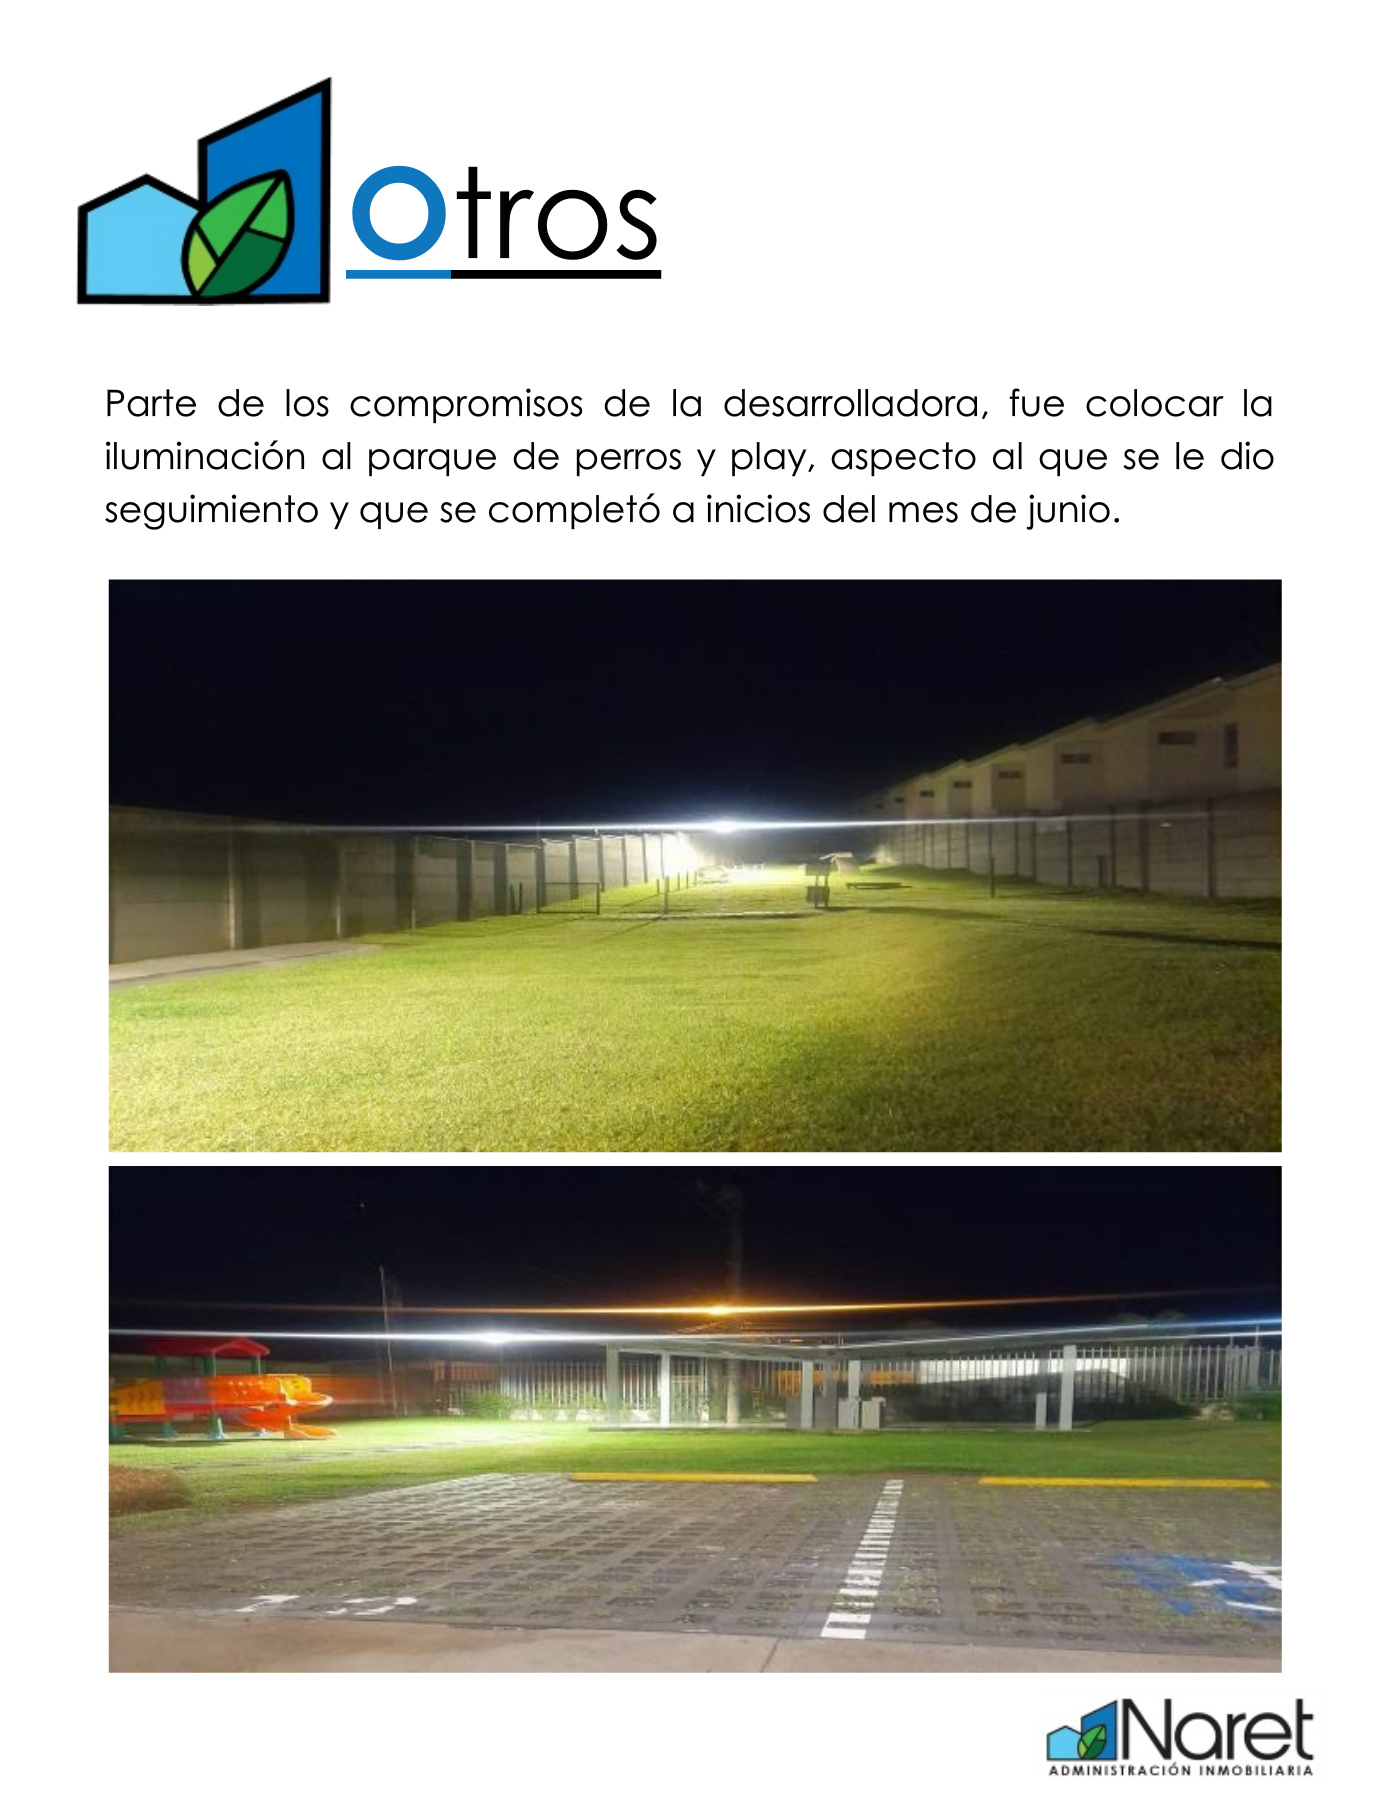 Otros
Parte de los compromisos de la desarrolladora, fue colocar la
iluminación al parque de perros y play, aspecto al que se le dio
seguimiento y que se completó a inicios del mes de junio.
Naret
ADMINISTRACIÓN INMOBILIARIA